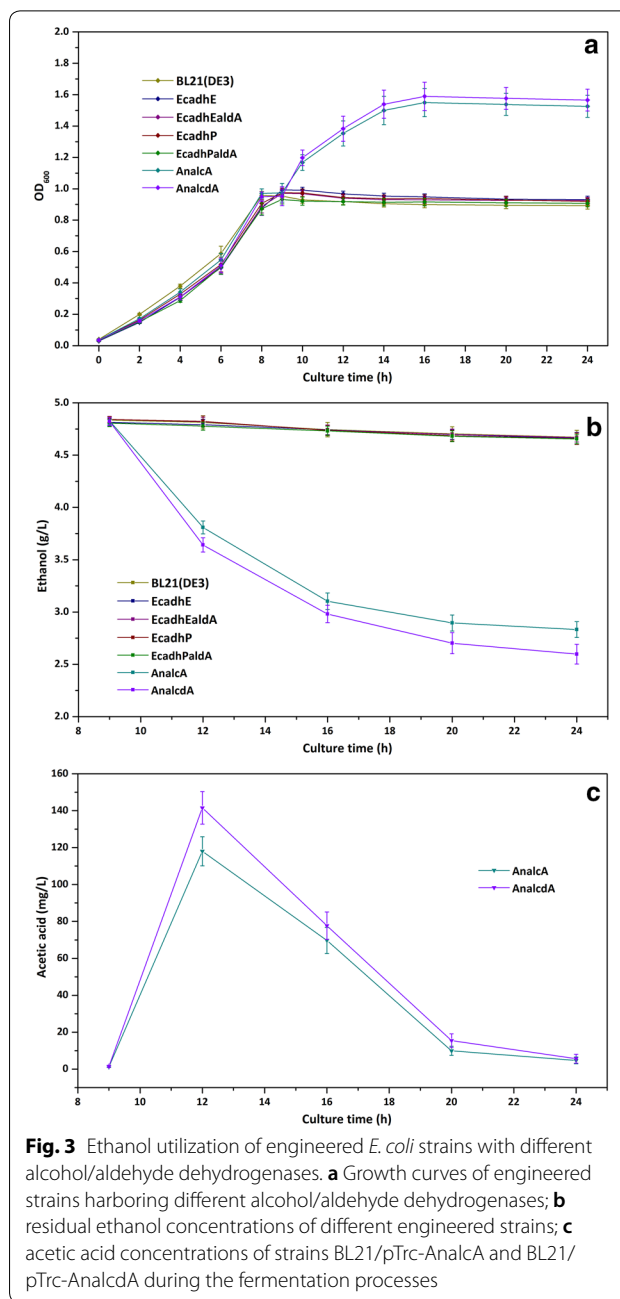 a
2.0
1.8
1.6
1.4
1.2
1.0
0.8
0.6
0.4
0.2
0.0
OD600
BL21(DE3)
EcadhE
EcadhEaldA
EcadhP
EcadhPaldA
AnalcA
AnalcdA
0 2 4 6 8 10 12 14 16 18 20 22 24
Culture time (h)
b
5.0
4.5
4.0
3.5
3.0
2.5
2.0
Ethanol (g/L)
BL21(DE3)
EcadhE
EcadhEaldA
EcadhP
EcadhPaldA
AnalcA
AnalcdA
8 10 12 14 16 18 20 22 24
Culture time (h)
c
160
140
120
100
80
60
40
20
0
Acetic acid (mg/L)
AnalcA
AnalcdA
8 10 12 14 16 18 20 22 24
Culture time (h)
Fig. 3 Ethanol utilization of engineered E. coli strains with different
alcohol/aldehyde dehydrogenases. a Growth curves of engineered
strains harboring different alcohol/aldehyde dehydrogenases; b
residual ethanol concentrations of different engineered strains; c
acetic acid concentrations of strains BL21/pTrc-AnalcA and BL21/
pTrc-AnalcdA during the fermentation processes